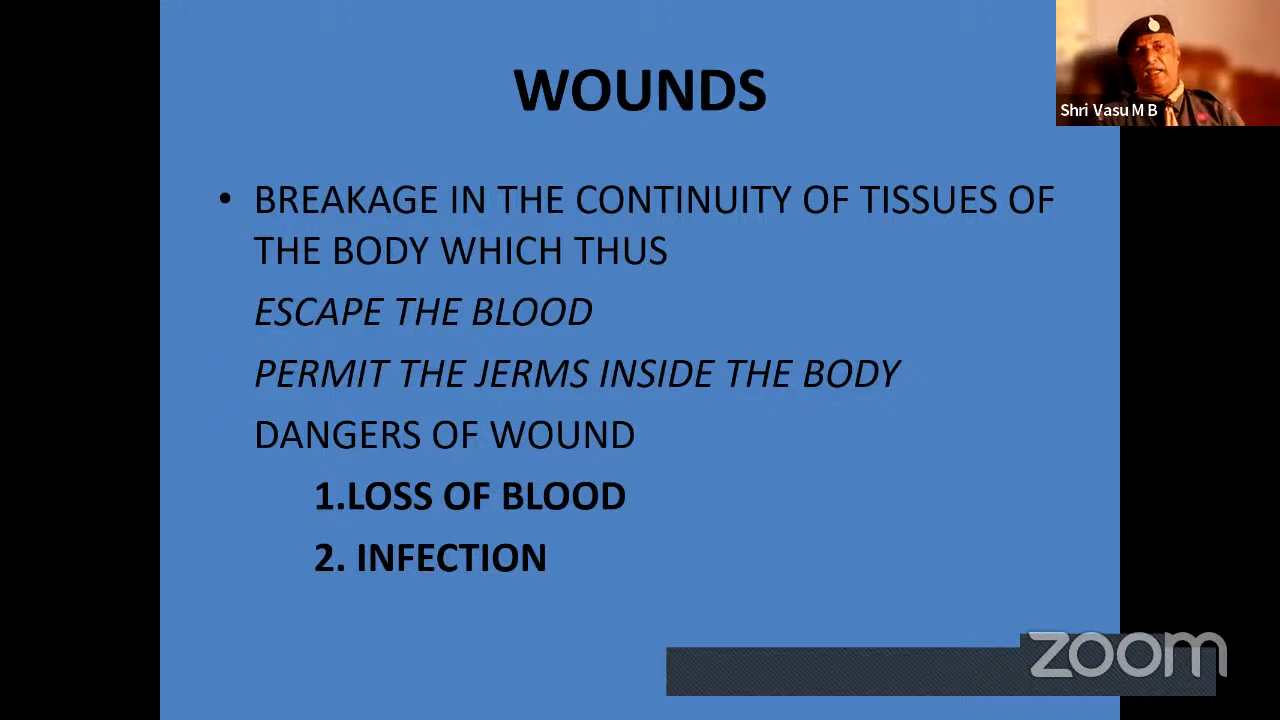 WOUNDS
Shri Vasu M B
• BREAKAGE IN THE CONTINUITY OF TISSUES OF
THE BODY WHICH THUS
ESCAPE THE BLOOD
PERMIT THE JERMS INSIDE THE BODY
DANGERS OF WOUND
1.LOSS OF BLOOD
2. INFECTION
zoom